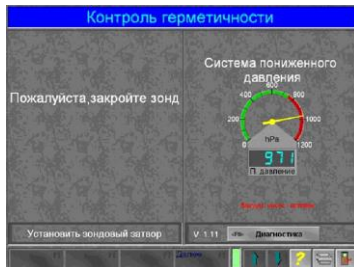 Контроль герметичности
Система пониженного
давления
Пожалуйста,закройте зонд
600
400
800
200
1000
0
1200
hPa
971
П. давление
Установить зондовый затвор
V 1.11
Диагностика